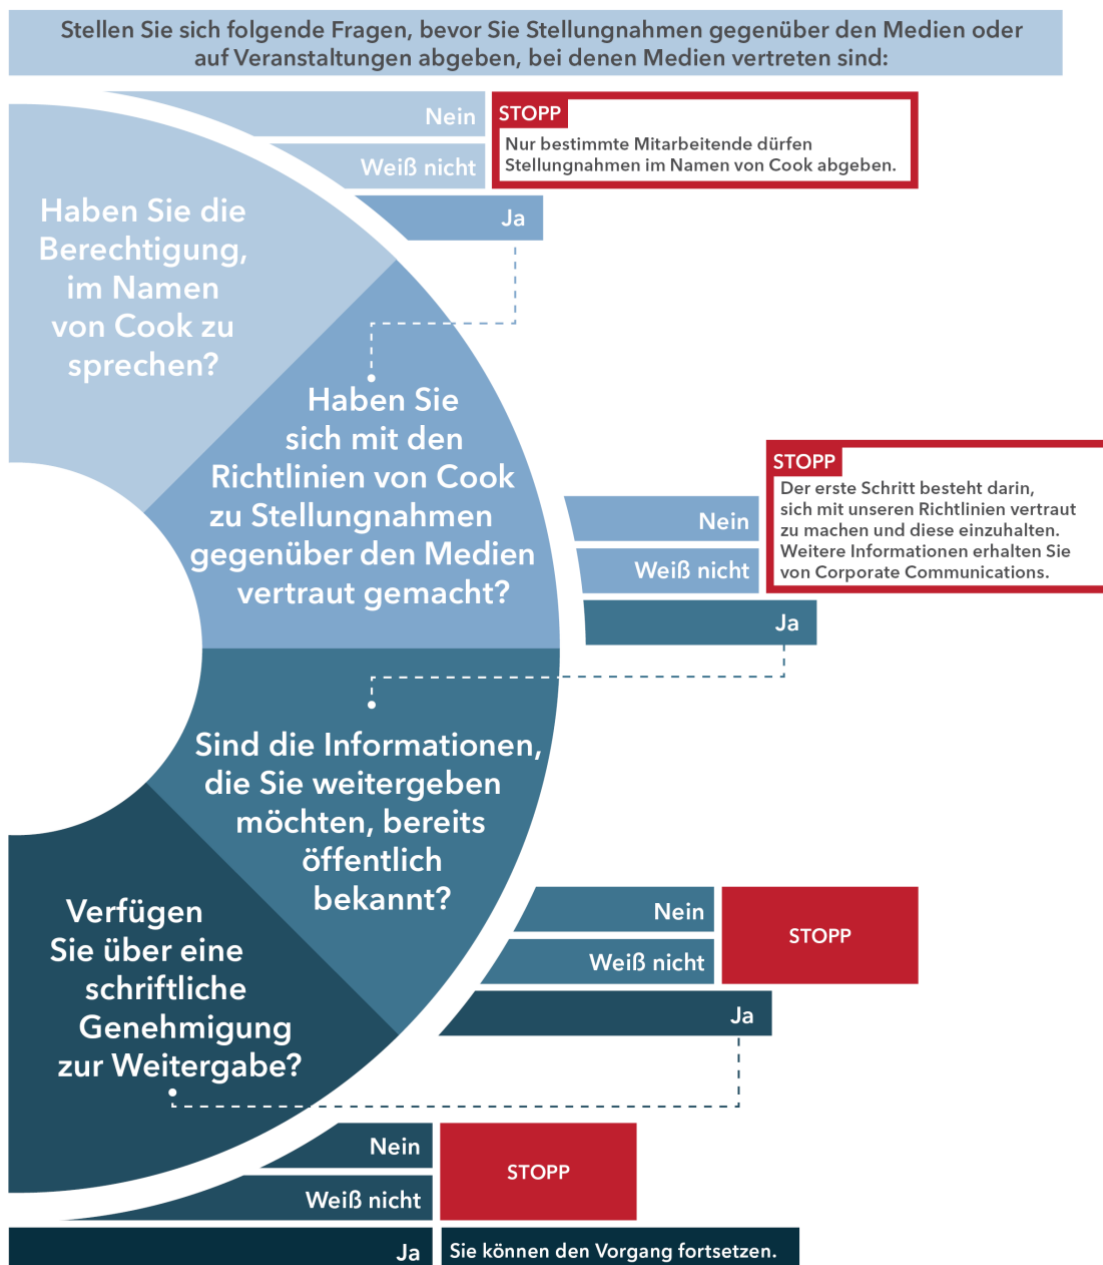 Stellen Sie sich folgende Fragen, bevor Sie Stellungnahmen gegenüber den Medien oder
auf Veranstaltungen abgeben, bei denen Medien vertreten sind:
Haben Sie die
Berechtigung,
im Namen
von Cook zu
sprechen?
Nein
Weiß nicht
STOPP
Nur bestimmte Mitarbeitende dürfen
Stellungnahmen im Namen von Cook abgeben.
Ja
Haben Sie
sich mit den
Richtlinien von Cook
zu Stellungnahmen
gegenüber den Medien
vertraut gemacht?
Nein
Weiß nicht
STOPP
Der erste Schritt besteht darin,
sich mit unseren Richtlinien vertraut
zu machen und diese einzuhalten.
Weitere Informationen erhalten Sie
von Corporate Communications.
Ja
Sind die Informationen,
die Sie weitergeben
möchten, bereits
öffentlich
bekannt?
Nein
Weiß nicht
STOPP
Ja
Verfügen
Sie über eine
schriftliche
Genehmigung
zur Weitergabe?
Nein
Weiß nicht
STOPP
Ja
Sie können den Vorgang fortsetzen.